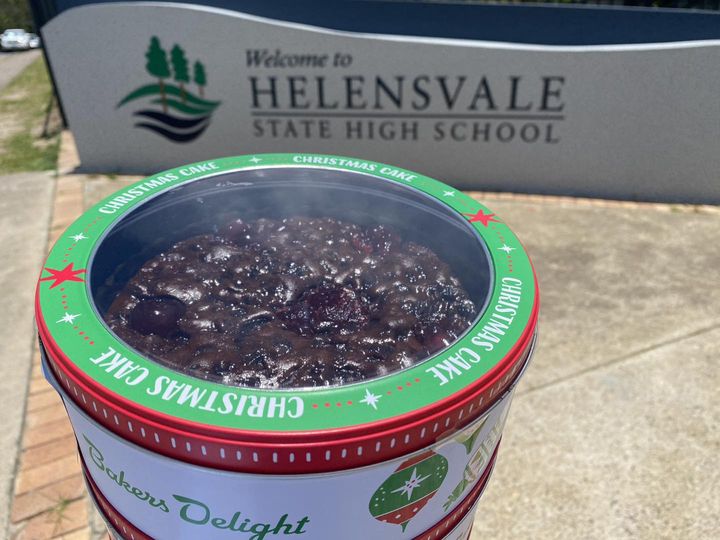 Welcome to
HELENSVALE
STATE HIGH SCHOOL
CHRISTMAS CAKE
CHRISTMAS CAKE
CHRISTMAS CAKE
CHRISTMAS CAKE
Bakers Delight